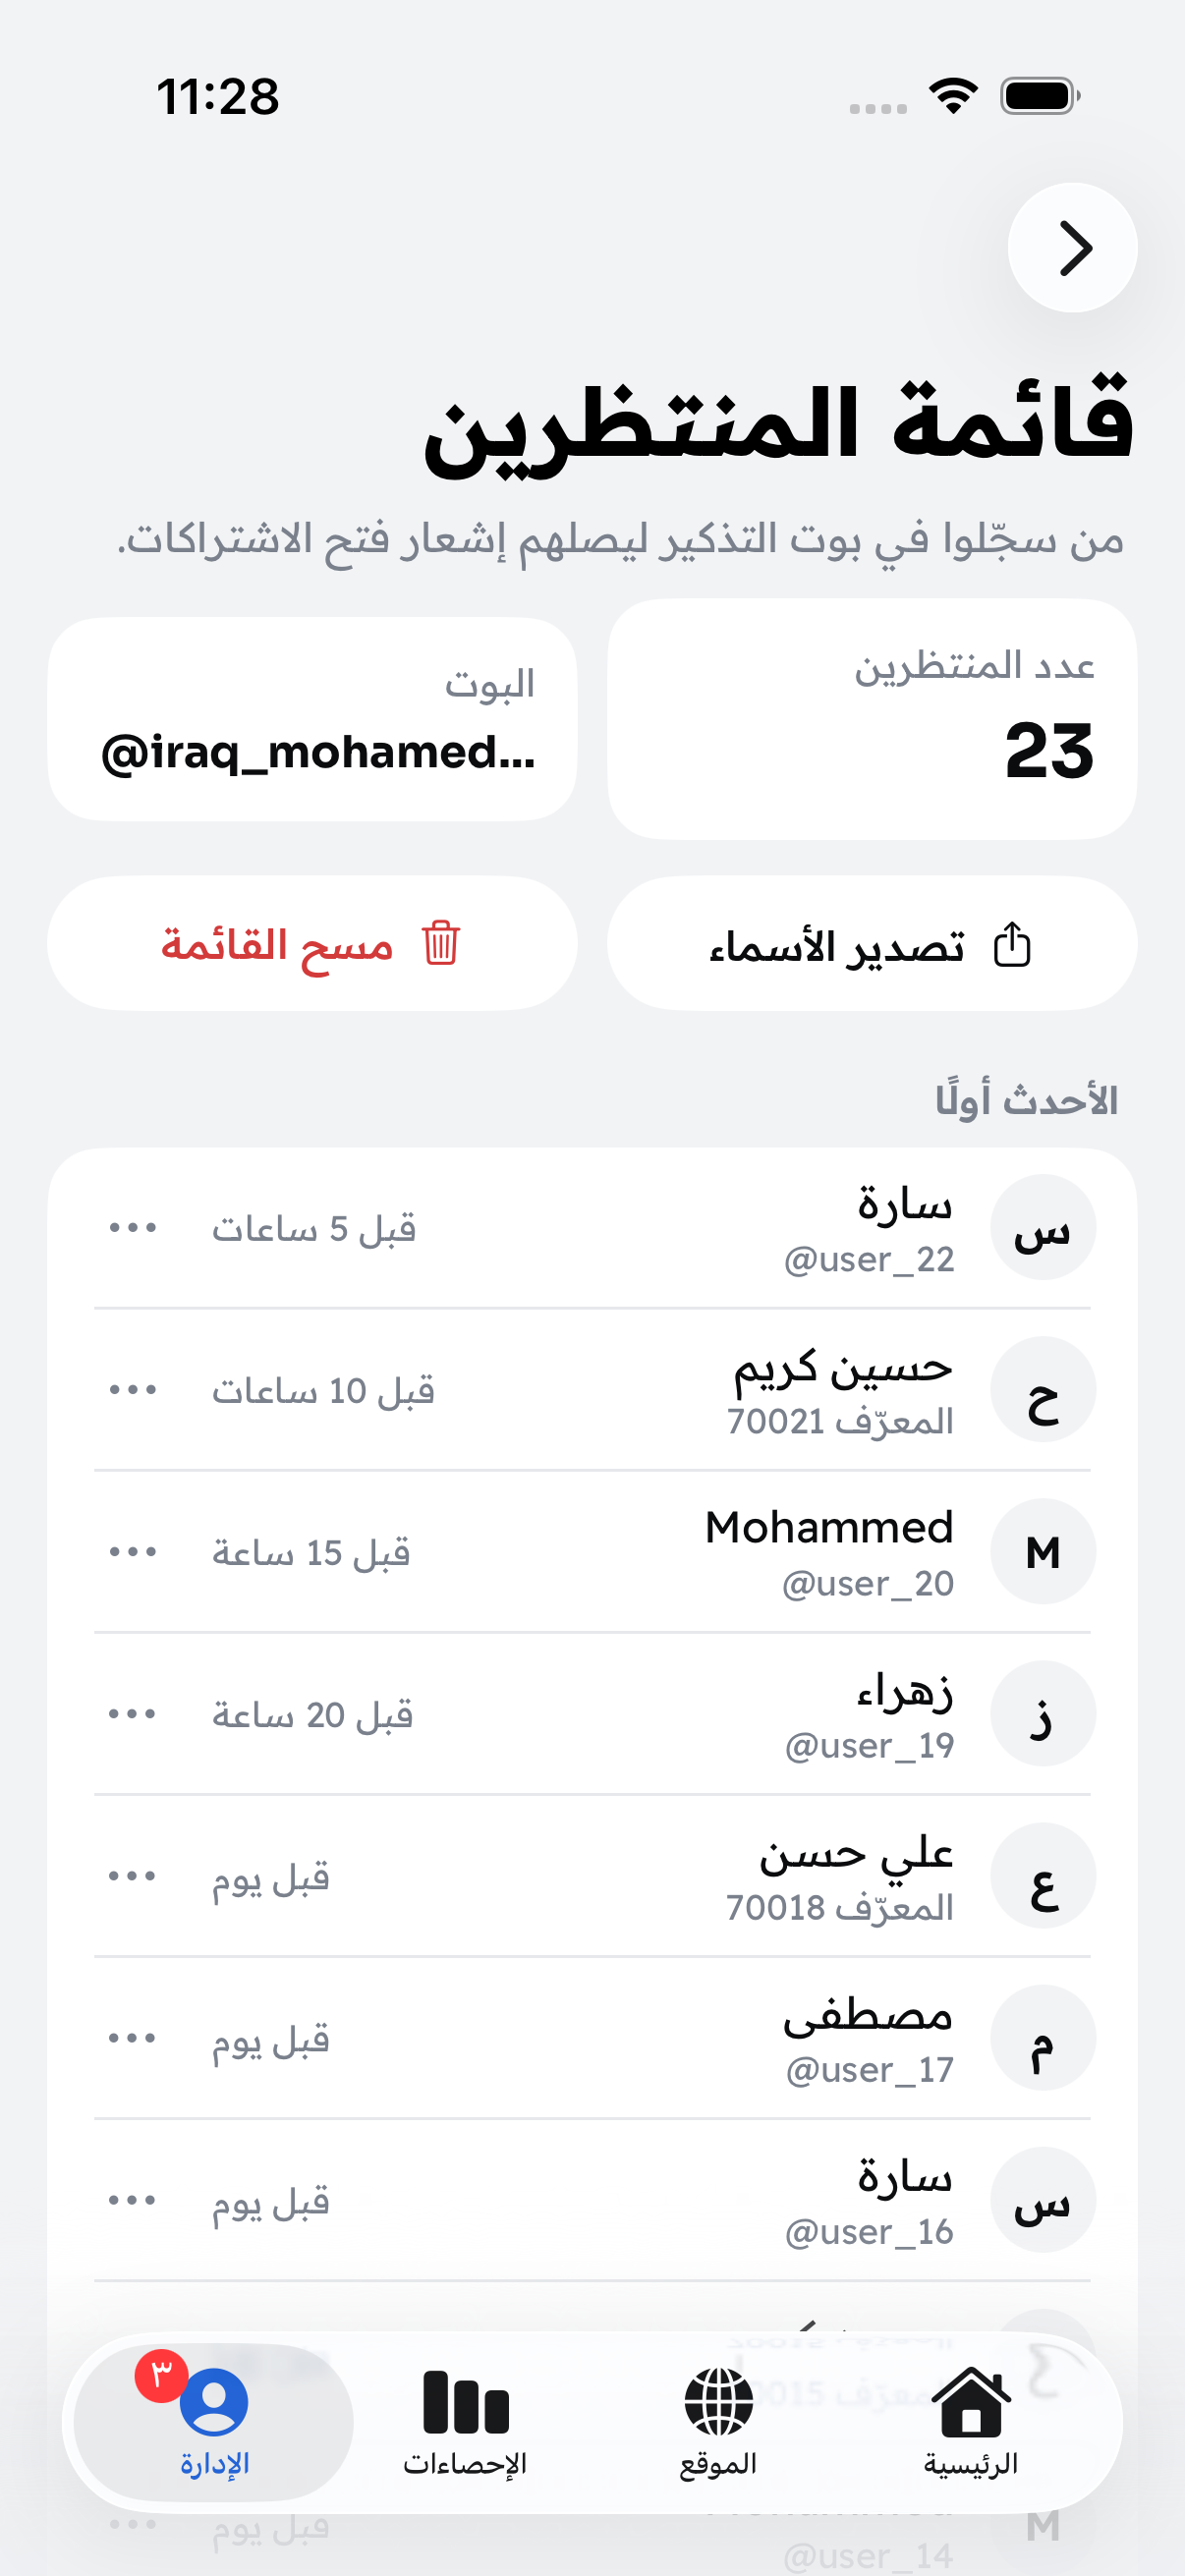 11:28
قائمة المنتظرين
من سجّلوا في بوت التذكير ليصلهم إشعار فتح الاشتراكات.
عدد المنتظرين
23
البوت
@iraq_mohamed...
تصدير الأسماء
مسح القائمة
الأحدث أولًا
س
سارة
@user_22
قبل 5 ساعات
ح
حسين كريم
المعرّف 70021
قبل 10 ساعات
M
Mohammed
@user_20
قبل 15 ساعة
ز
زهراء
@user_19
قبل 20 ساعة
ع
علي حسن
المعرّف 70018
قبل يوم
م
مصطفى
@user_17
قبل يوم
س
سارة
@user_16
قبل يوم
الرئيسية
الموقع
الإحصاءات
الإدارة
٣
M
@user_14
قبل يوم